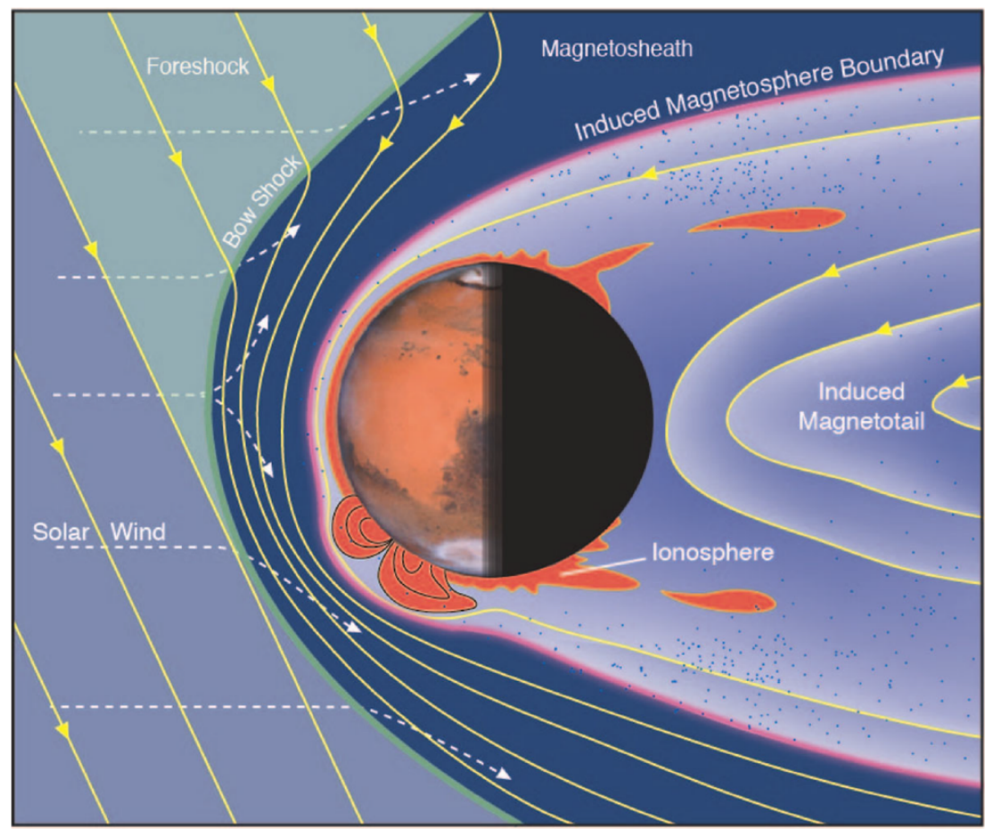 Magnetosheath
Foreshock
Induced Magnetosphere Boundary
Bow Shock
Induced
Magnetotail
Solar Wind
Ionosphere